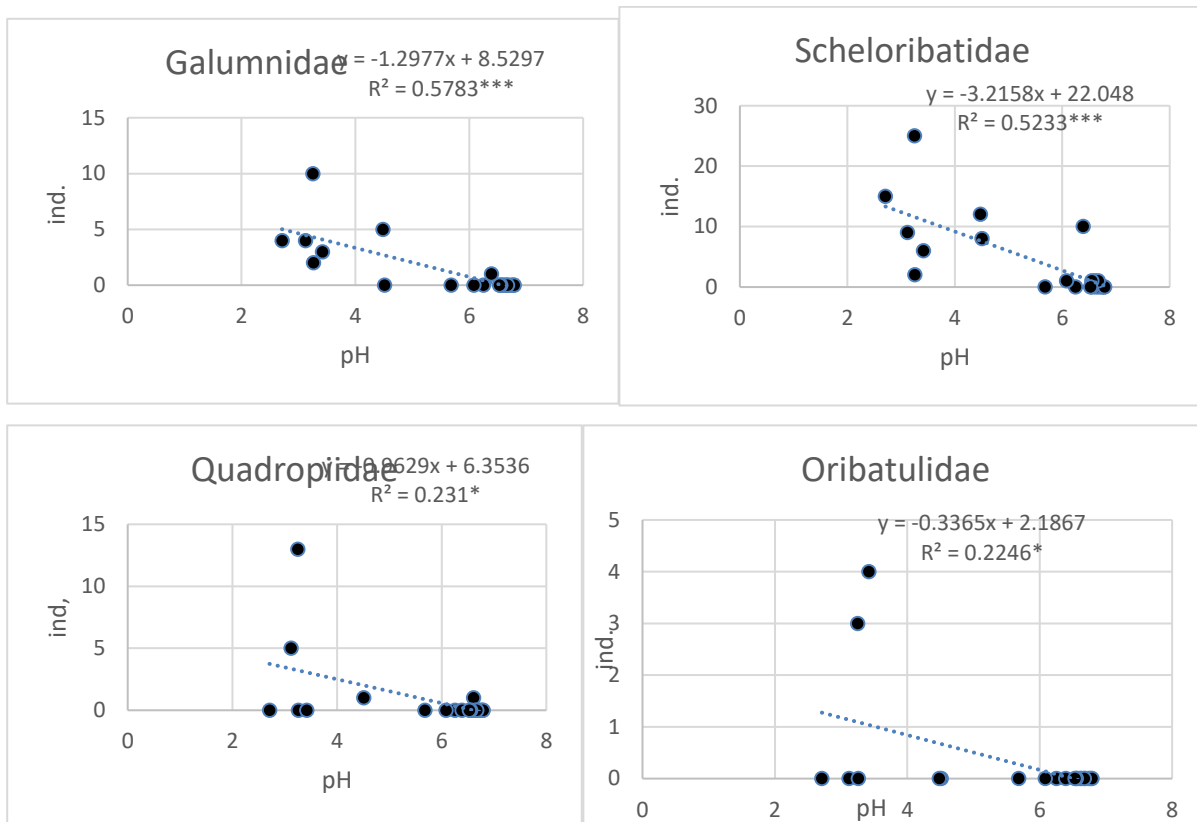 Galumnidae
y = -1.2977x + 8.5297
R² = 0.5783***
15
10
5
0
0 2 4 6 8
ind.
pH
Scheloribatidae
y = -3.2158x + 22.048
R² = 0.5233***
30
20
10
0
0 2 4 6 8
ind.
pH
Quadropiidae
y = -0.9629x + 6.3536
R² = 0.231*
15
10
5
0
0 2 4 6 8
ind,
pH
Oribatulidae
y = -0.3365x + 2.1867
R² = 0.2246*
5
4
3
2
1
0
0 2 4 6 8
ind.
pH